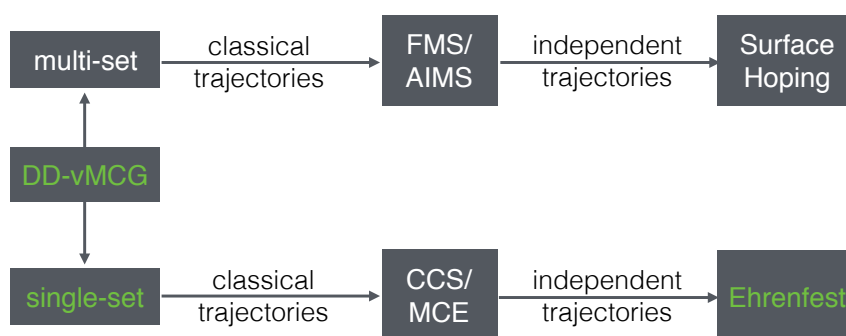 multi-set
classical
trajectories
FMS/
AIMS
independent
trajectories
Surface
Hoping
DD-vMCG
single-set
classical
trajectories
CCS/
MCE
independent
trajectories
Ehrenfest